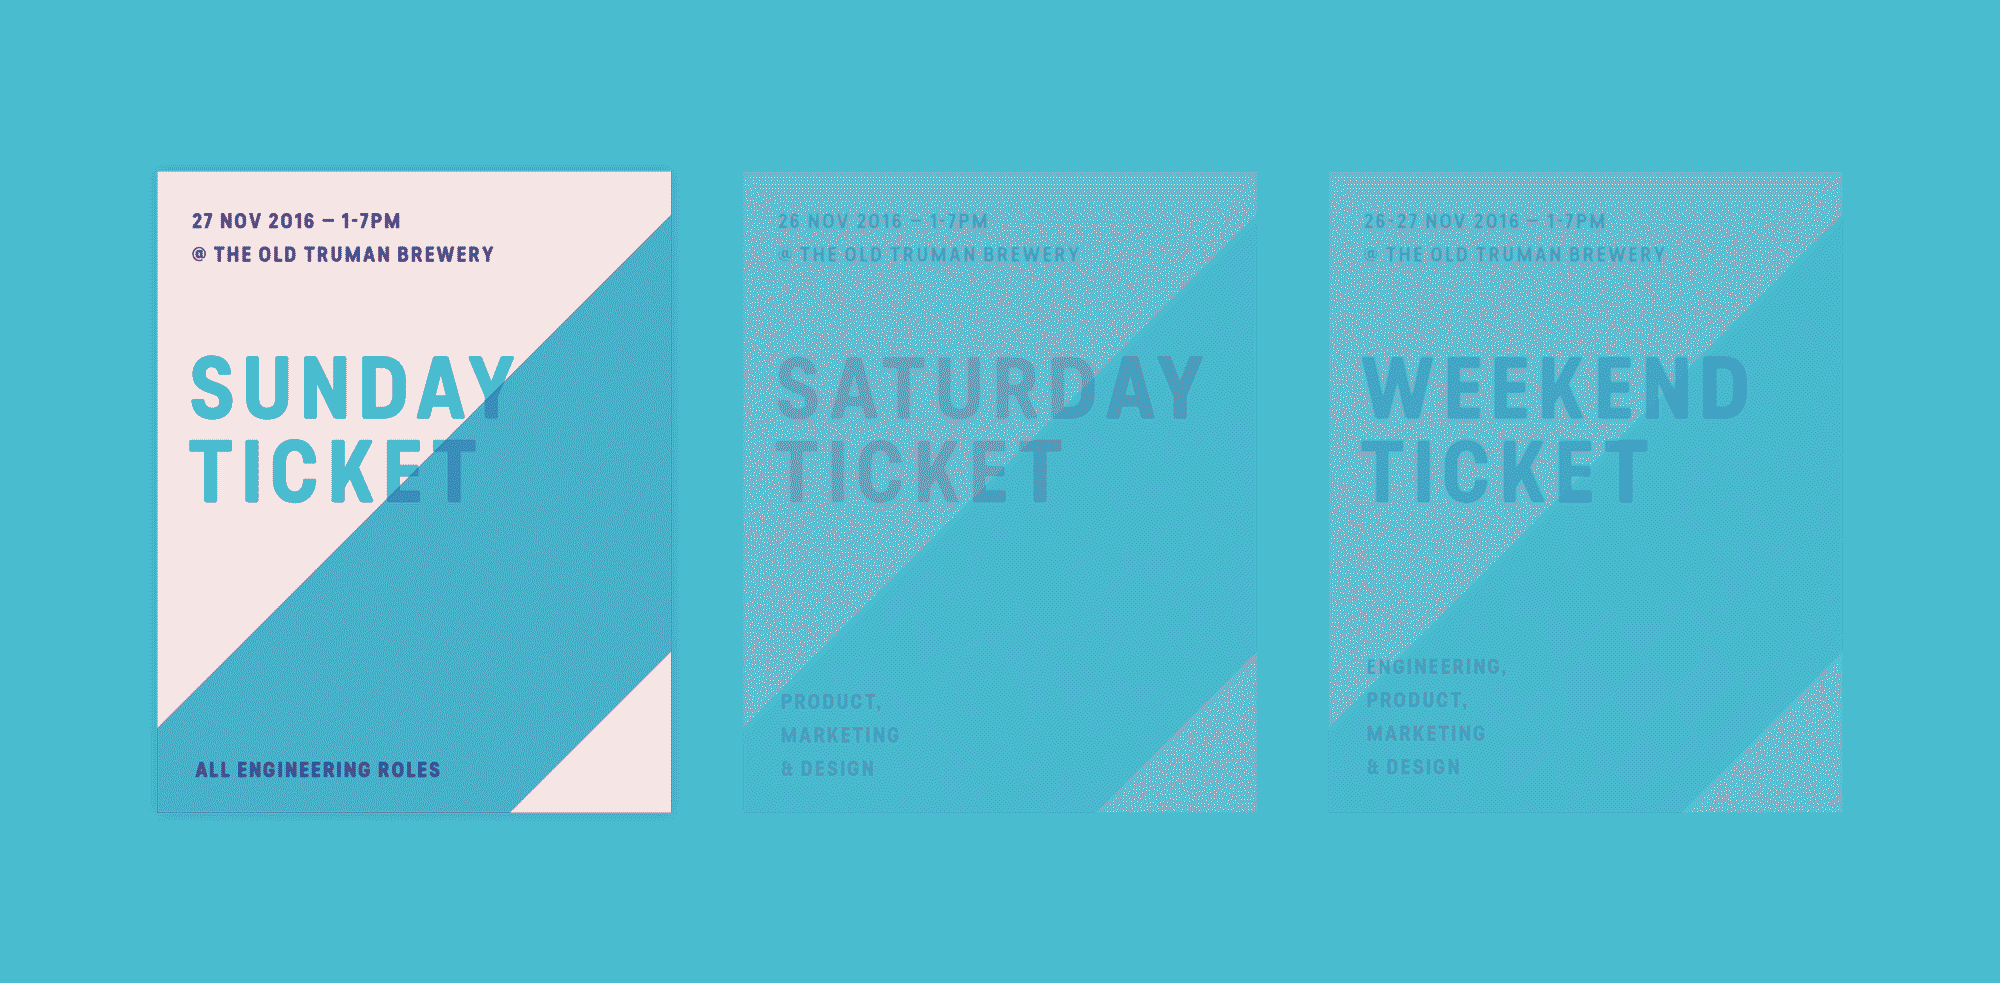 27 NOV 2016 – 1-7PM
@ THE OLD TRUMAN BREWERY
SUNDAY
TICKET
ALL ENGINEERING ROLES
26 NOV 2016 – 1-7PM
@ THE OLD TRUMAN BREWERY
SATURDAY
TICKET
PRODUCT,
MARKETING
& DESIGN
26-27 NOV 2016 – 1-7PM
@ THE OLD TRUMAN BREWERY
WEEKEND
TICKET
ENGINEERING,
PRODUCT,
MARKETING
& DESIGN